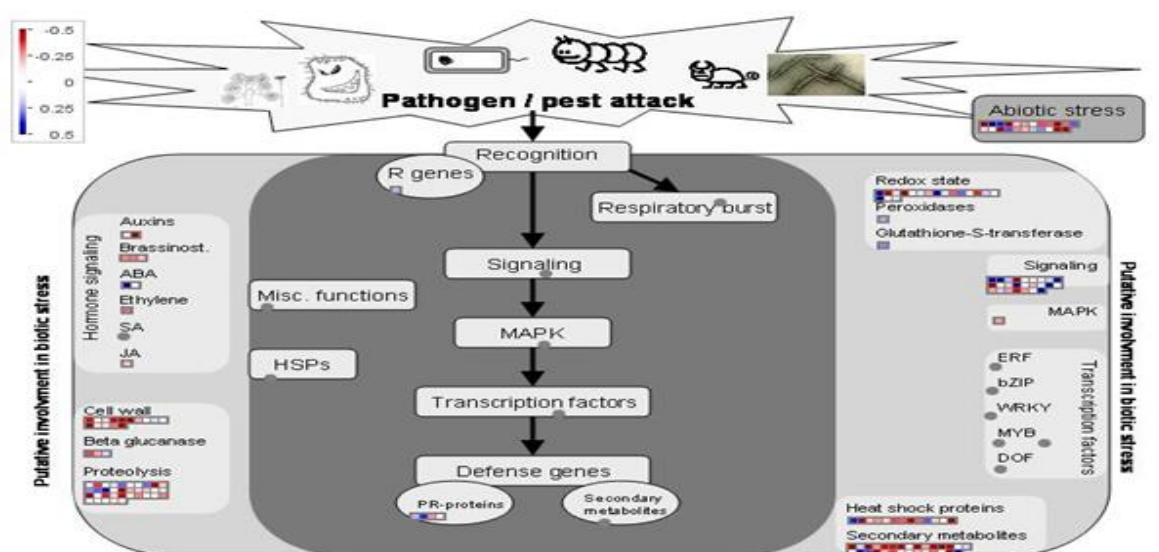 -0.5
-0.25
0
0.25
0.5
Pathogen / pest attack
Abiotic stress
Recognition
R genes
Respiratory burst
Signaling
Misc. functions
MAPK
HSPs
Transcription factors
Defense genes
PR-proteins
Secondary
metabolites
Putative involvment in biotic stress
Hormone signaling
Auxins
Brassinost.
ABA
Ethylene
SA
JA
Cell wall
Beta glucanase
Proteolysis
Redox state
Peroxidases
Glutathione-S-transferase
Signaling
MAPK
ERF
bZIP
WRKY
MYB
DOF
Transcription factors
Putative involvment in biotic stress
Heat shock proteins
Secondary metabolites